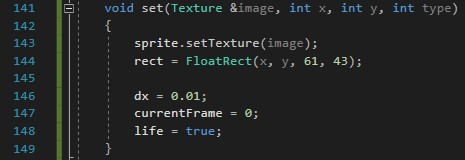 141 void set(Texture &image, int x, int y, int type)
142 {
143 sprite.setTexture(image);
144 rect = FloatRect(x, y, 61, 43);
145
146 dx = 0.01;
147 currentFrame = 0;
148 life = true;
149 }